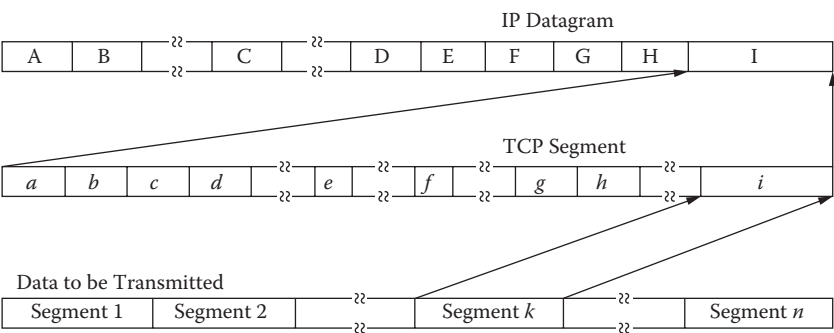 IP Datagram
A B C D E F G H I
TCP Segment
a b c d e f g h i
Data to be Transmitted
Segment 1 Segment 2 Segment k Segment n